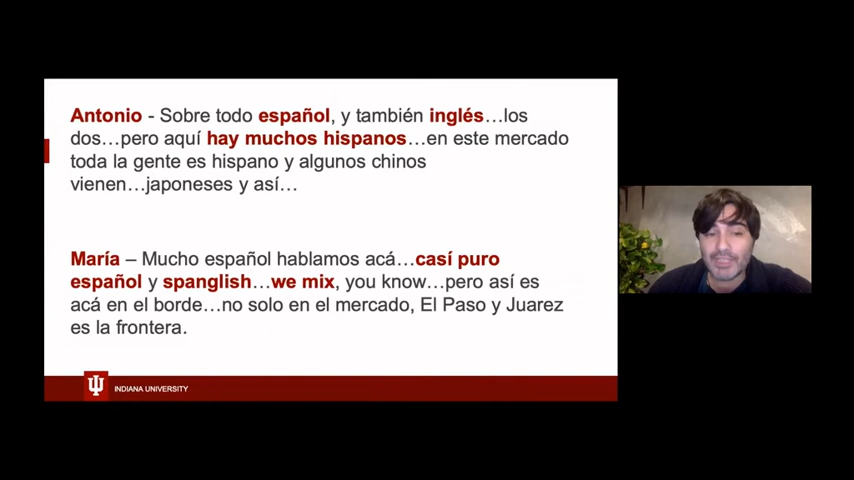 Antonio - Sobre todo español, y también inglés…los
dos…pero aquí hay muchos hispanos…en este mercado
toda la gente es hispano y algunos chinos
vienen…japoneses y así…
María – Mucho español hablamos acá…casí puro
español y spanglish…we mix, you know…pero así es
acá en el borde…no solo en el mercado, El Paso y Juarez
es la frontera.
INDIANA UNIVERSITY